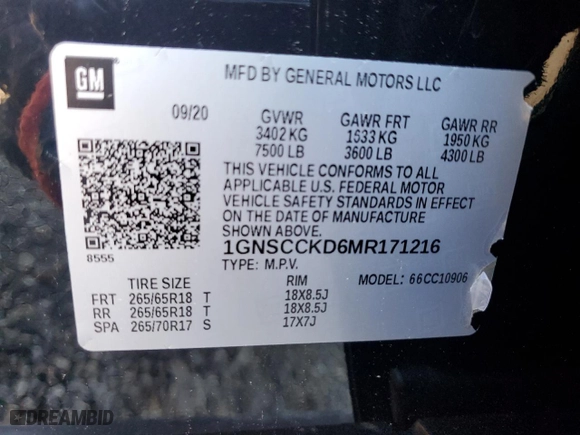 GM
MFD BY GENERAL MOTORS LLC
09/20 GVWR GAWR FRT GAWR RR
3402 KG 1633 KG 1950 KG
7500 LB 3600 LB 4300 LB
THIS VEHICLE CONFORMS TO ALL
APPLICABLE U.S. FEDERAL MOTOR
VEHICLE SAFETY STANDARDS IN EFFECT
ON THE DATE OF MANUFACTURE SHOWN ABOVE.
8555 1GNSCCKD6MR171216
TYPE: M.P.V. MODEL: 66CC10906
TIRE SIZE RIM
FRT 265/65R18 T 18X8.5J
RR 265/65R18 T 18X8.5J
SPA 265/70R17 S 17X7J
DREAMBID